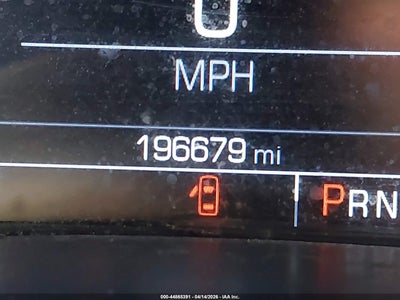 0
MPH
196679 mi
PRN
000-44865391 - 04/14/2026 - IAA Inc.